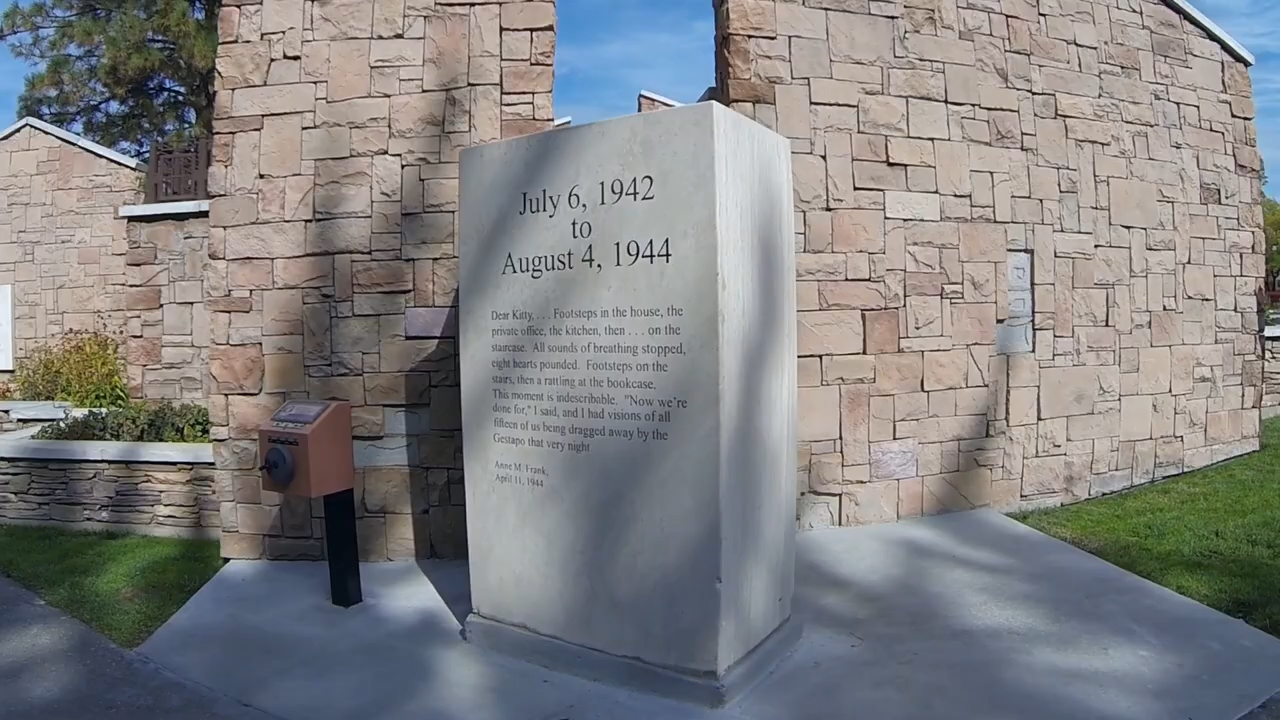 July 6, 1942
to
August 4, 1944
Dear Kitty, . . . Footsteps in the house, the
private office, the kitchen, then . . . on the
staircase. All sounds of breathing stopped,
eight hearts pounded. Footsteps on the
stairs, then a rattling at the bookcase.
This moment is indescribable. "Now we're
done for," I said, and I had visions of all
fifteen of us being dragged away by the
Gestapo that very night
Anne M. Frank,
April 11, 1944